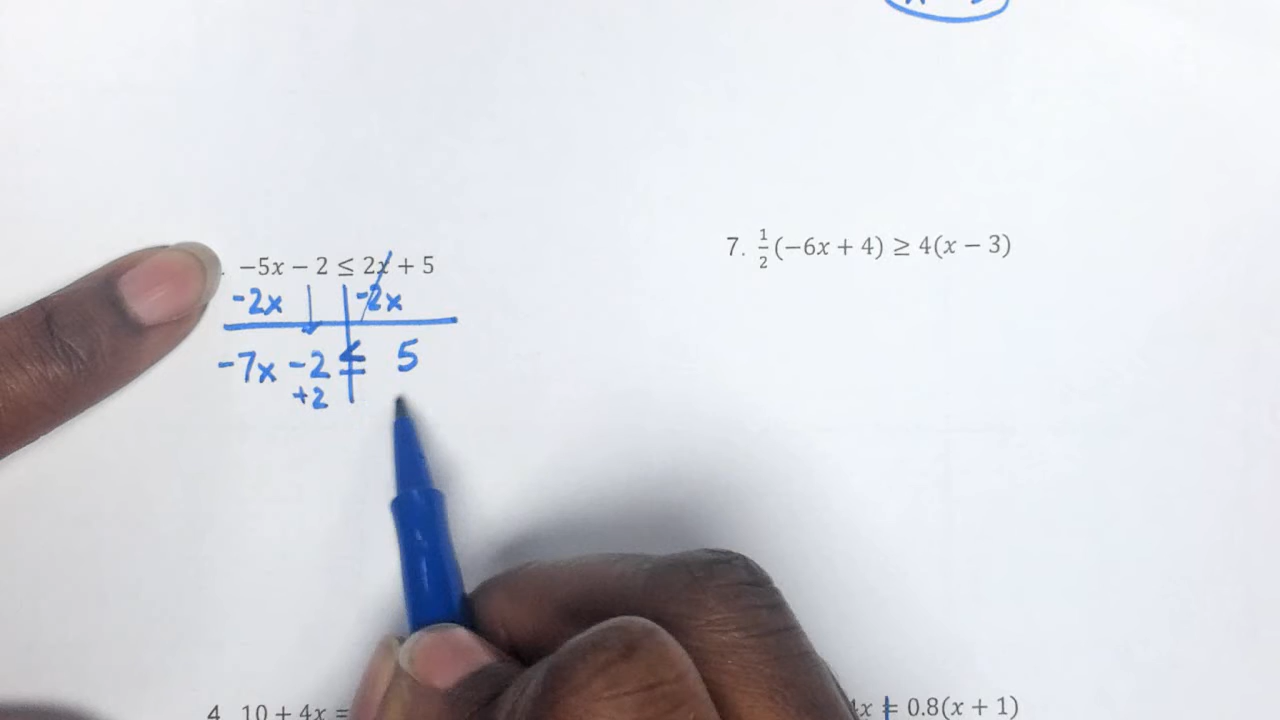 −5x − 2 ≤ 2x + 5
-2x -2x
-7x -2 ≤ 5
+2
7. 1/2(−6x + 4) ≥ 4(x − 3)
4. 10 + 4x =
x = 0.8(x + 1)